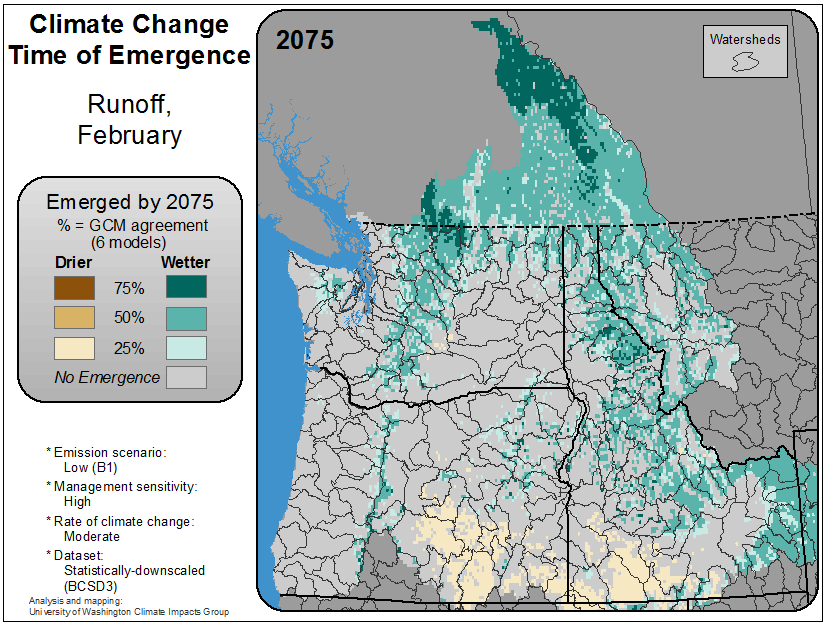 Climate Change
Time of Emergence
Runoff,
February
Emerged by 2075
% = GCM agreement
(6 models)
Drier Wetter
75%
50%
25%
No Emergence
* Emission scenario:
Low (B1)
* Management sensitivity:
High
* Rate of climate change:
Moderate
* Dataset:
Statistically-downscaled
(BCSD3)
Analysis and mapping:
University of Washington Climate Impacts Group
2075
Watersheds